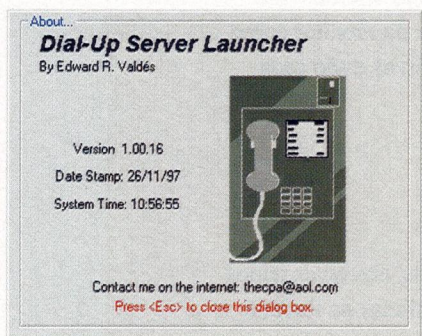 About...
Dial-Up Server Launcher
By Edward R. Valdés
Version 1.00.16
Date Stamp: 26/11/97
System Time: 10:56:55
Contact me on the internet: thecpa@aol.com
Press <Esc> to close this dialog box.